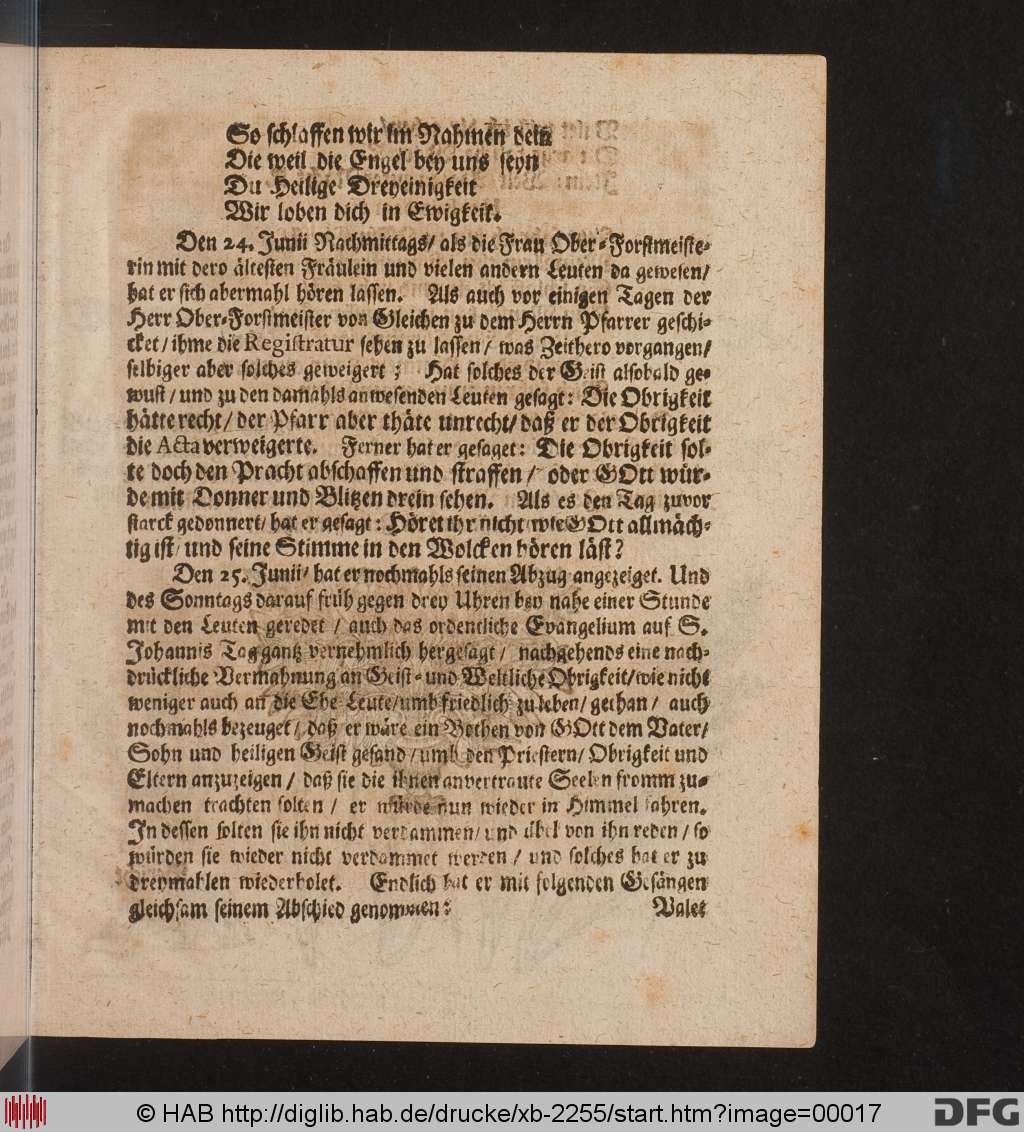 So schlaffen wir im Nahmen dein
Die weil die Engel bey uns seyn
Du Heilige Dreyeinigkeit
Wir loben dich in Ewigkeit.
Den 24. Junii Nachmittags/ als die Frau Ober-Forstmeiste-
rin mit dero ältesten Fräulein und vielen andern Leuten da gewesen/
hat er sich abermahl hören lassen. Als auch vor einigen Tagen der
Herr Ober-Forstmeister von Gleichen zu dem Herrn Pfarrer geschi-
cket/ ihme die Registratur sehen zu lassen/ was Zeithero vorgangen/
selbiger aber solches geweigert; Hat solches der Geist alsobald ge-
wust/ und zu den damahls anwesenden Leuten gesagt: Die Obrigkeit
hätte recht/ der Pfarr aber thäte unrecht/ daß er der Obrigkeit
die Acta verweigerte. Ferner hat er gesaget: Die Obrigkeit sol-
te doch den Pracht abschaffen und straffen/ oder GOtt wür-
de mit Donner und Blitzen drein sehen. Als es den Tag zuvor
starck gedonnert/ hat er gesagt: Höret ihr nicht wie GOtt allmäch-
tig ist/ und seine Stimme in den Wolcken hören läst?
Den 25. Junii/ hat er nochmahls seinen Abzug angezeiget. Und
des Sonntags darauf früh gegen drey Uhren bey nahe einer Stunde
mit den Leuten geredet/ auch das ordentliche Evangelium auf S.
Johannis Tag gantz vernehmlich hergesagt/ nachgehends eine nach-
drückliche Vermahnung an Geist- und Weltliche Obrigkeit/ wie nicht
weniger auch an die Ehe-Leute/ umb friedlich zu leben/ gethan/ auch
nochmahls bezeuget/ daß er wäre ein Bothen von GOtt dem Vater/
Sohn und heiligen Geist gesand/ umb den Priestern/ Obrigkeit und
Eltern anzuzeigen/ daß sie die ihnen anvertraute Seelen fromm zu-
machen trachten solten/ er würde nun wieder in Himmel fahren.
In dessen solten sie ihn nicht verdammen/ und übel von ihn reden/ so
würden sie wieder nicht verdammet werden/ und solches hat er zu
dreymahlen wiederholet. Endlich hat er mit folgenden Gesängen
gleichsam seinem Abschied genommen: Valet
© HAB http://diglib.hab.de/drucke/xb-2255/start.htm?image=00017
DFG